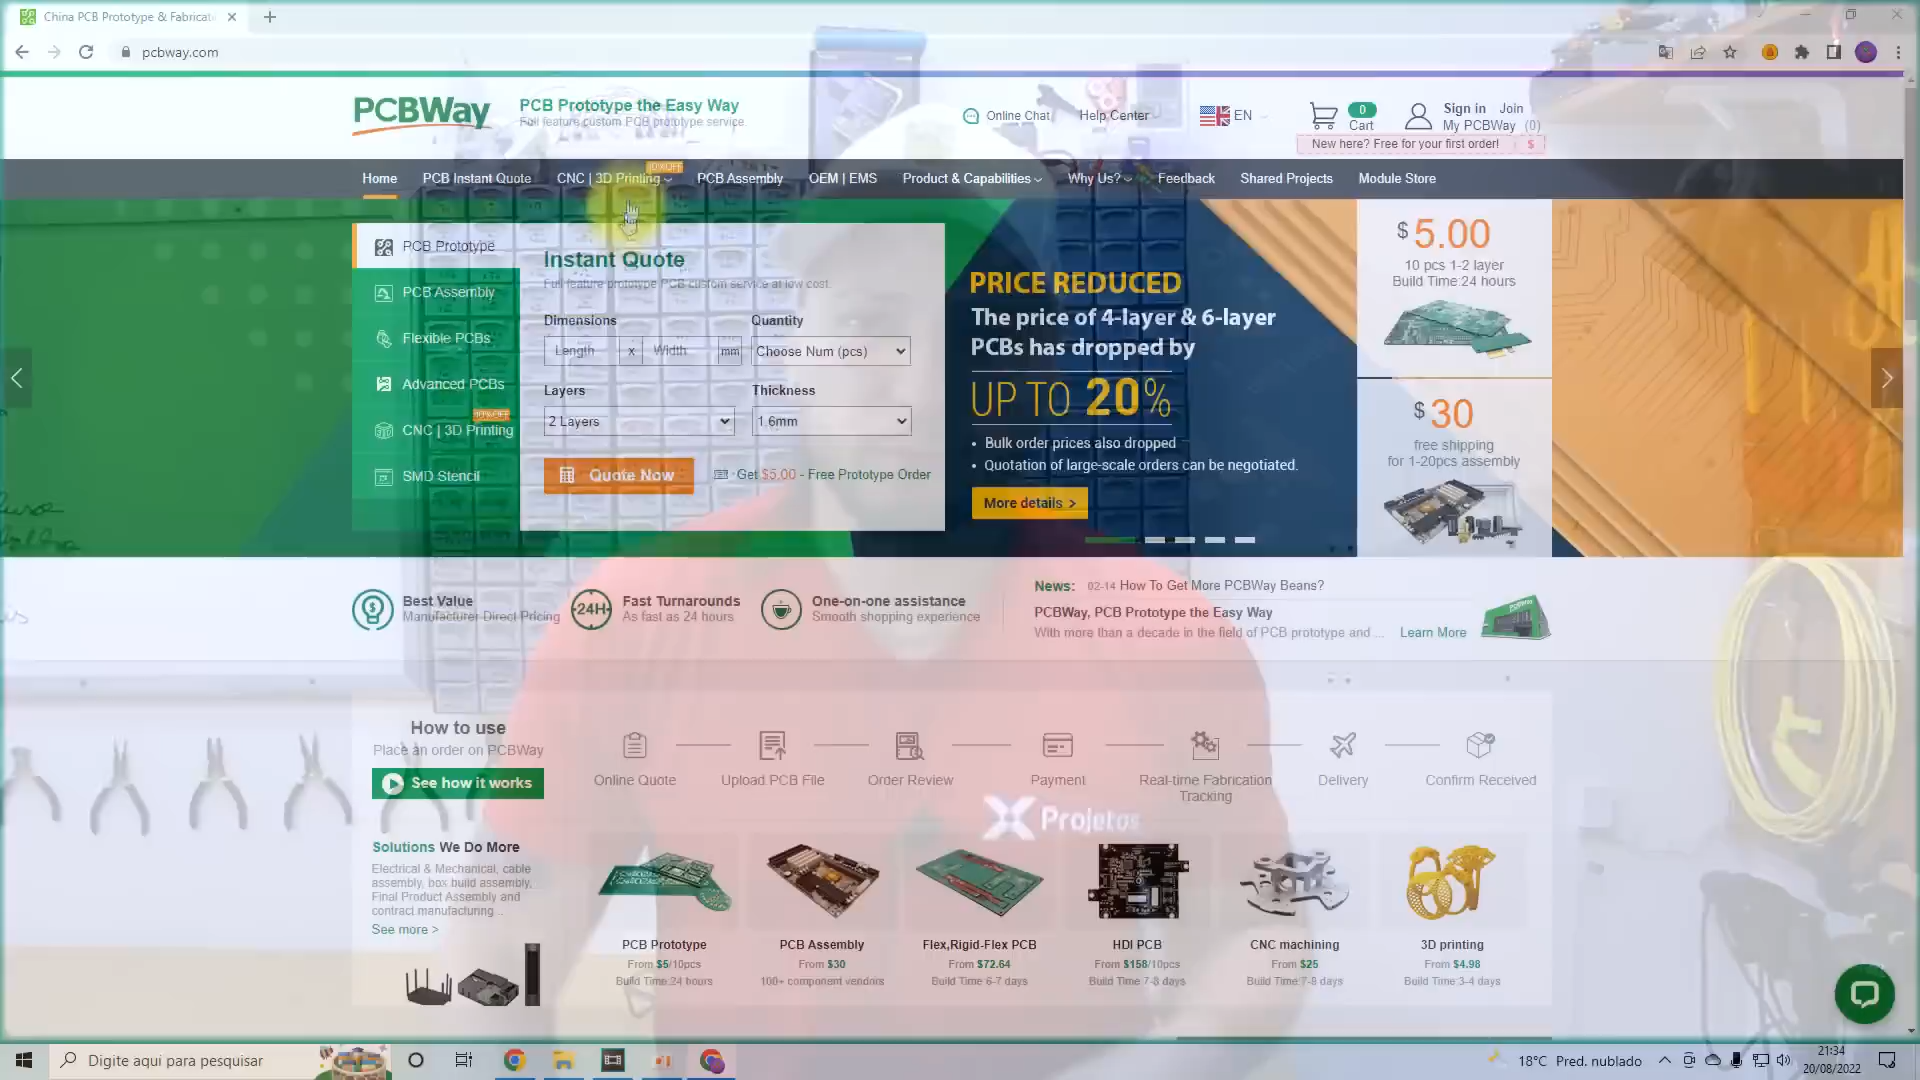 China PCB Prototype & Fabricat
pcbway.com
PCBWay
PCB Prototype the Easy Way
Full feature custom PCB prototype service.
Online Chat
Help Center
EN
0
Cart
Sign in Join
My PCBWay (0)
New here? Free for your first order! $
10%OFF
Home
PCB Instant Quote
CNC | 3D Printing
PCB Assembly
OEM | EMS
Product & Capabilities
Why Us?
Feedback
Shared Projects
Module Store
PCB Prototype
PCB Assembly
Flexible PCBs
Advanced PCBs
10%OFF
CNC | 3D Printing
SMD Stencil
Instant Quote
Full feature prototype PCB custom service at low cost.
Dimensions
Quantity
Length x Width mm
Choose Num (pcs)
Layers
Thickness
2 Layers
1.6mm
Quote Now
Get $5.00 - Free Prototype Order
PRICE REDUCED
The price of 4-layer & 6-layer
PCBs has dropped by
UP TO 20%
• Bulk order prices also dropped
• Quotation of large-scale orders can be negotiated.
More details >
$ 5.00
10 pcs 1-2 layer
Build Time:24 hours
$ 30
free shipping
for 1-20pcs assembly
Best Value
Manufacturer Direct Pricing
24H
Fast Turnarounds
As fast as 24 hours
One-on-one assistance
Smooth shopping experience
News: 02-14 How To Get More PCBWay Beans?
PCBWay, PCB Prototype the Easy Way
With more than a decade in the field of PCB prototype and ... Learn More
PCBWay
How to use
Place an order on PCBWay
See how it works
Online Quote
Upload PCB File
Order Review
Payment
Real-time Fabrication
Tracking
Delivery
Confirm Received
Projetos
Solutions We Do More
Electrical & Mechanical, cable
assembly, box build assembly,
Final Product Assembly and
contract manufacturing ..
See more >
PCB Prototype
From $5/10pcs
Build Time:24 hours
PCB Assembly
From $30
100+ component vendors
Flex,Rigid-Flex PCB
From $72.64
Build Time 6-7 days
HDI PCB
From $158/10pcs
Build Time 7-8 days
CNC machining
From $25
Build Time:7-8 days
3D printing
From $4.98
Build Time 3-4 days
Digite aqui para pesquisar
18°C Pred. nublado
21:34
20/08/2022